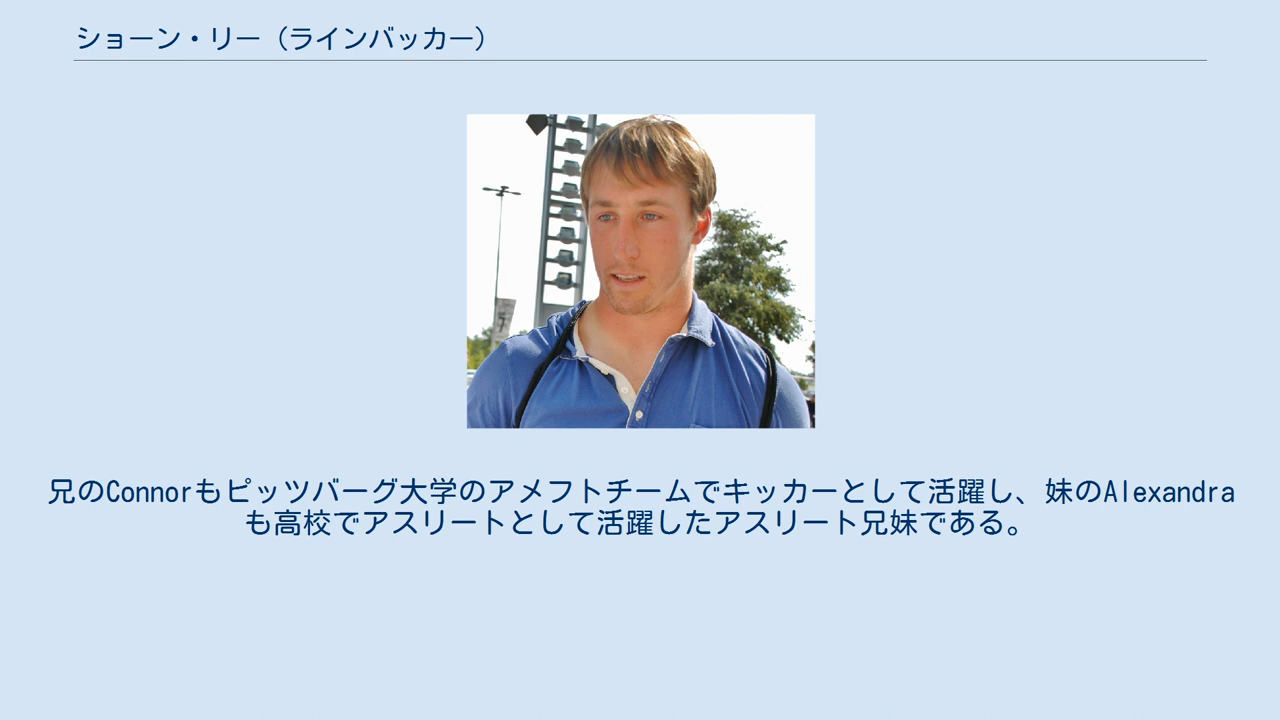 ショーン・リー（ラインバッカー）
兄のConnorもピッツバーグ大学のアメフトチームでキッカーとして活躍し、妹のAlexandra
も高校でアスリートとして活躍したアスリート兄妹である。